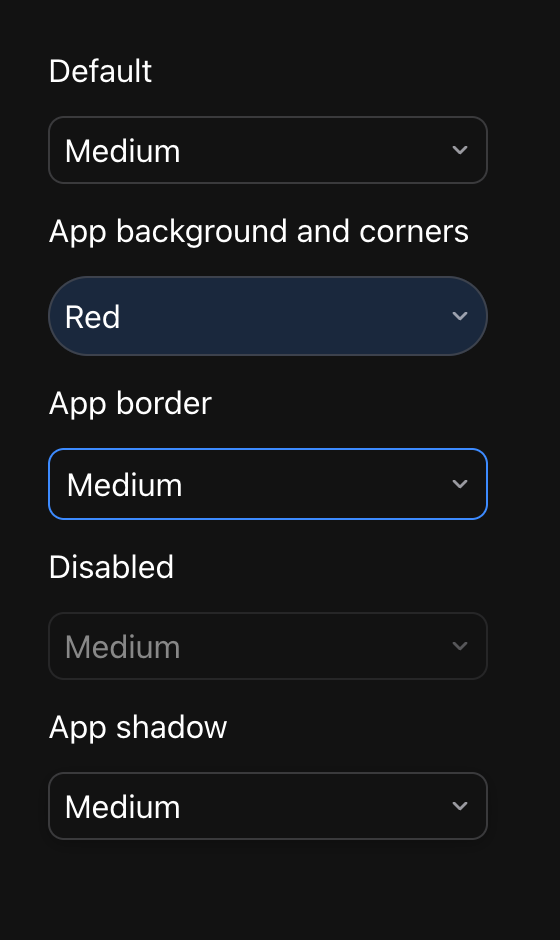 Default
Medium
App background and corners
Red
App border
Medium
Disabled
Medium
App shadow
Medium